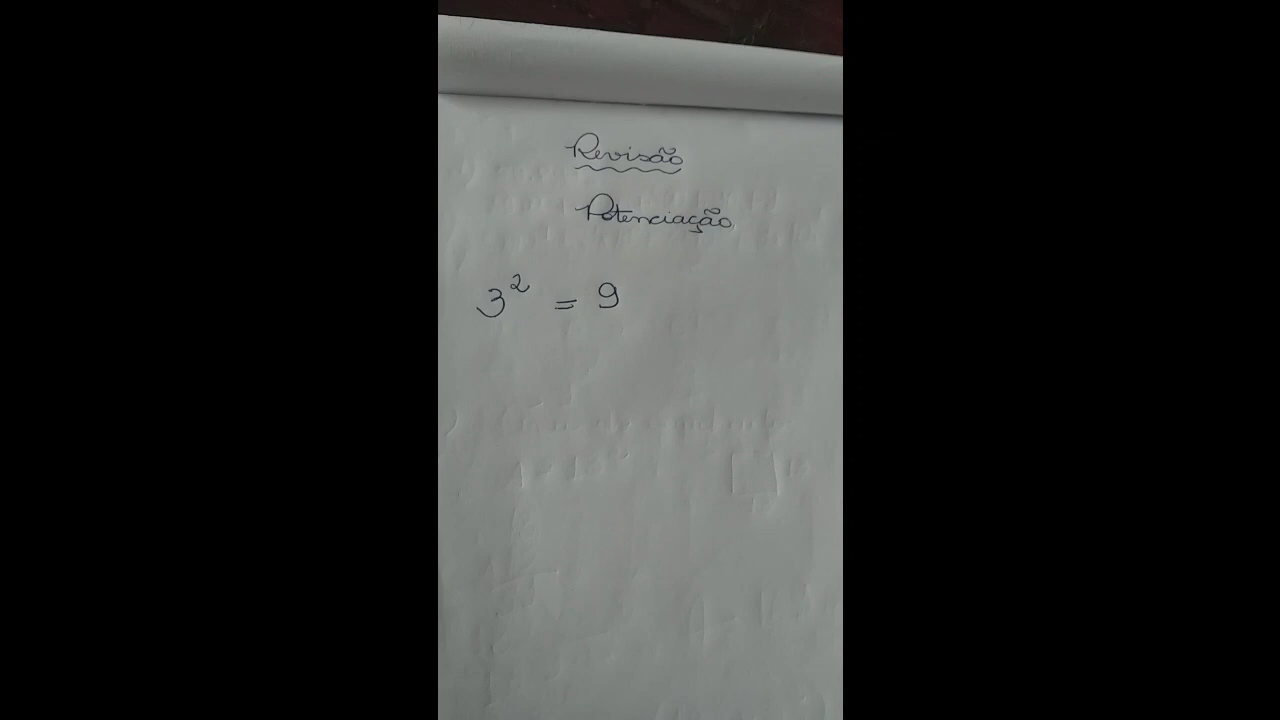 Revisão
Potenciação
3² = 9